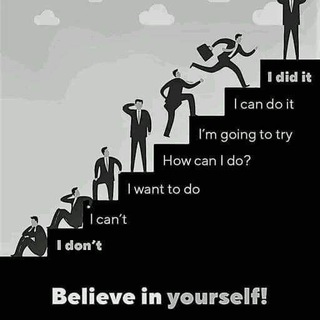 I did it
I can do it
I'm going to try
How can I do?
I want to do
I can't
I don't
Believe in yourself!